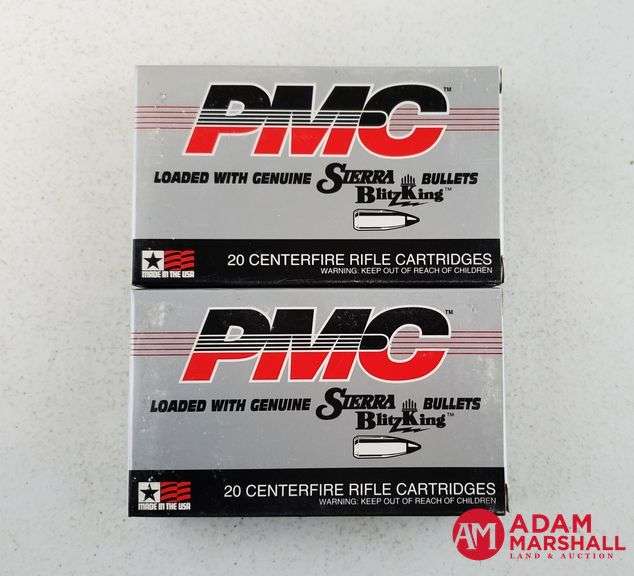 PMC™
LOADED WITH GENUINE SIERRA BULLETS
BlitzKing™
20 CENTERFIRE RIFLE CARTRIDGES
WARNING: KEEP OUT OF REACH OF CHILDREN
MADE IN THE USA
PMC™
LOADED WITH GENUINE SIERRA BULLETS
BlitzKing™
20 CENTERFIRE RIFLE CARTRIDGES
WARNING: KEEP OUT OF REACH OF CHILDREN
MADE IN THE USA
AM ADAM
MARSHALL
LAND & AUCTION